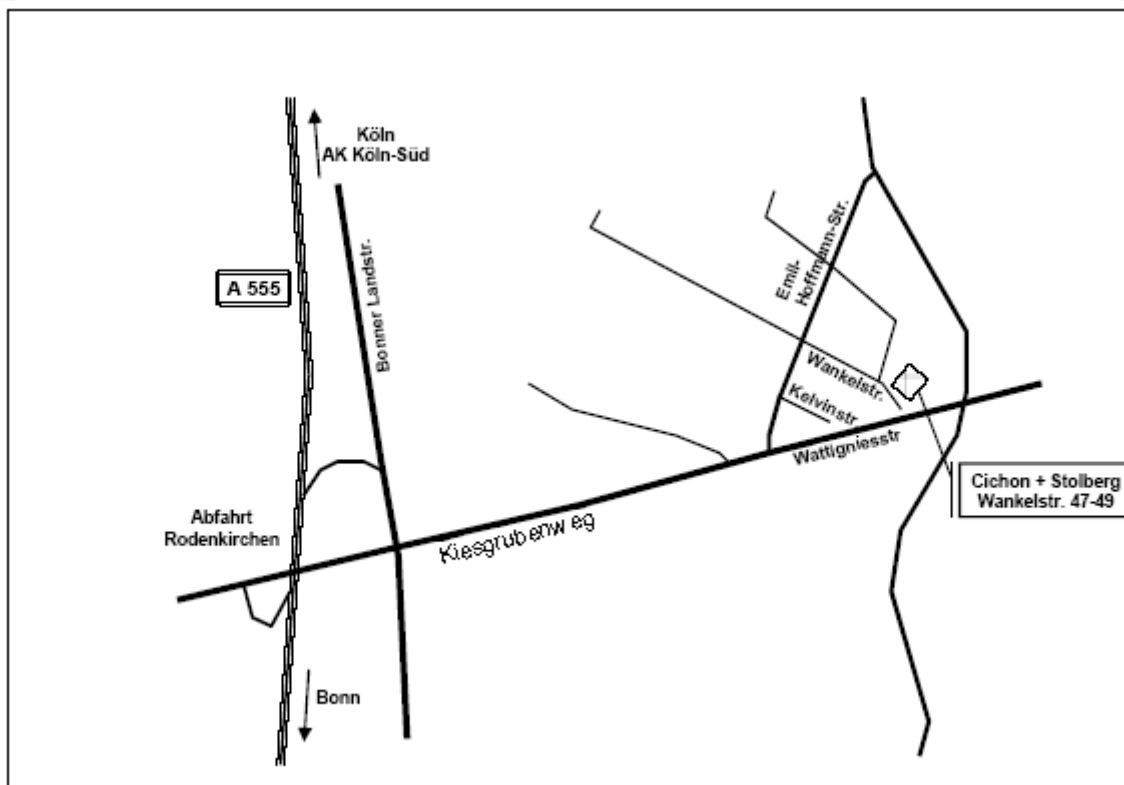 Köln
AK Köln-Süd
A 555
Bonner Landstr.
Emil-
Hoffmann-Str.
Wankelstr.
Kelvinstr
Wattigniesstr
Cichon + Stolberg
Wankelstr. 47-49
Abfahrt
Rodenkirchen
Kiesgrubenweg
Bonn